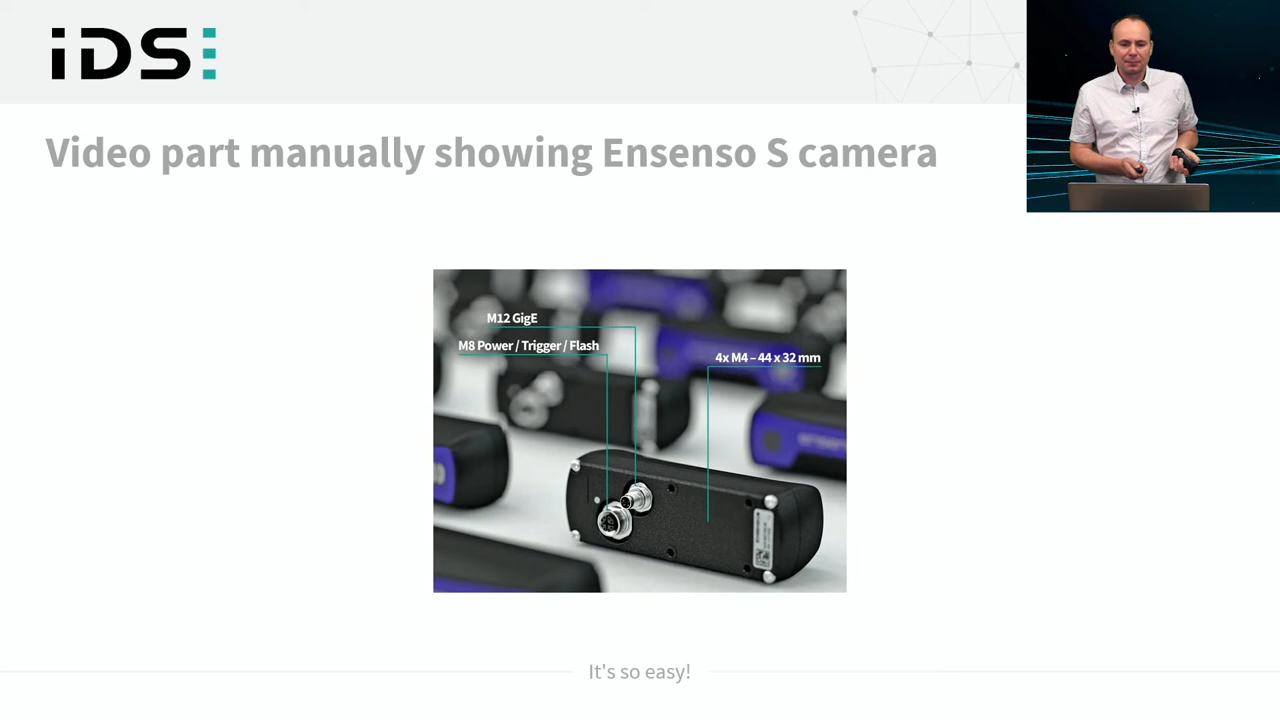 iDS
Video part manually showing Ensenso S camera
M12 GigE
M8 Power / Trigger / Flash
4x M4 – 44 x 32 mm
It's so easy!